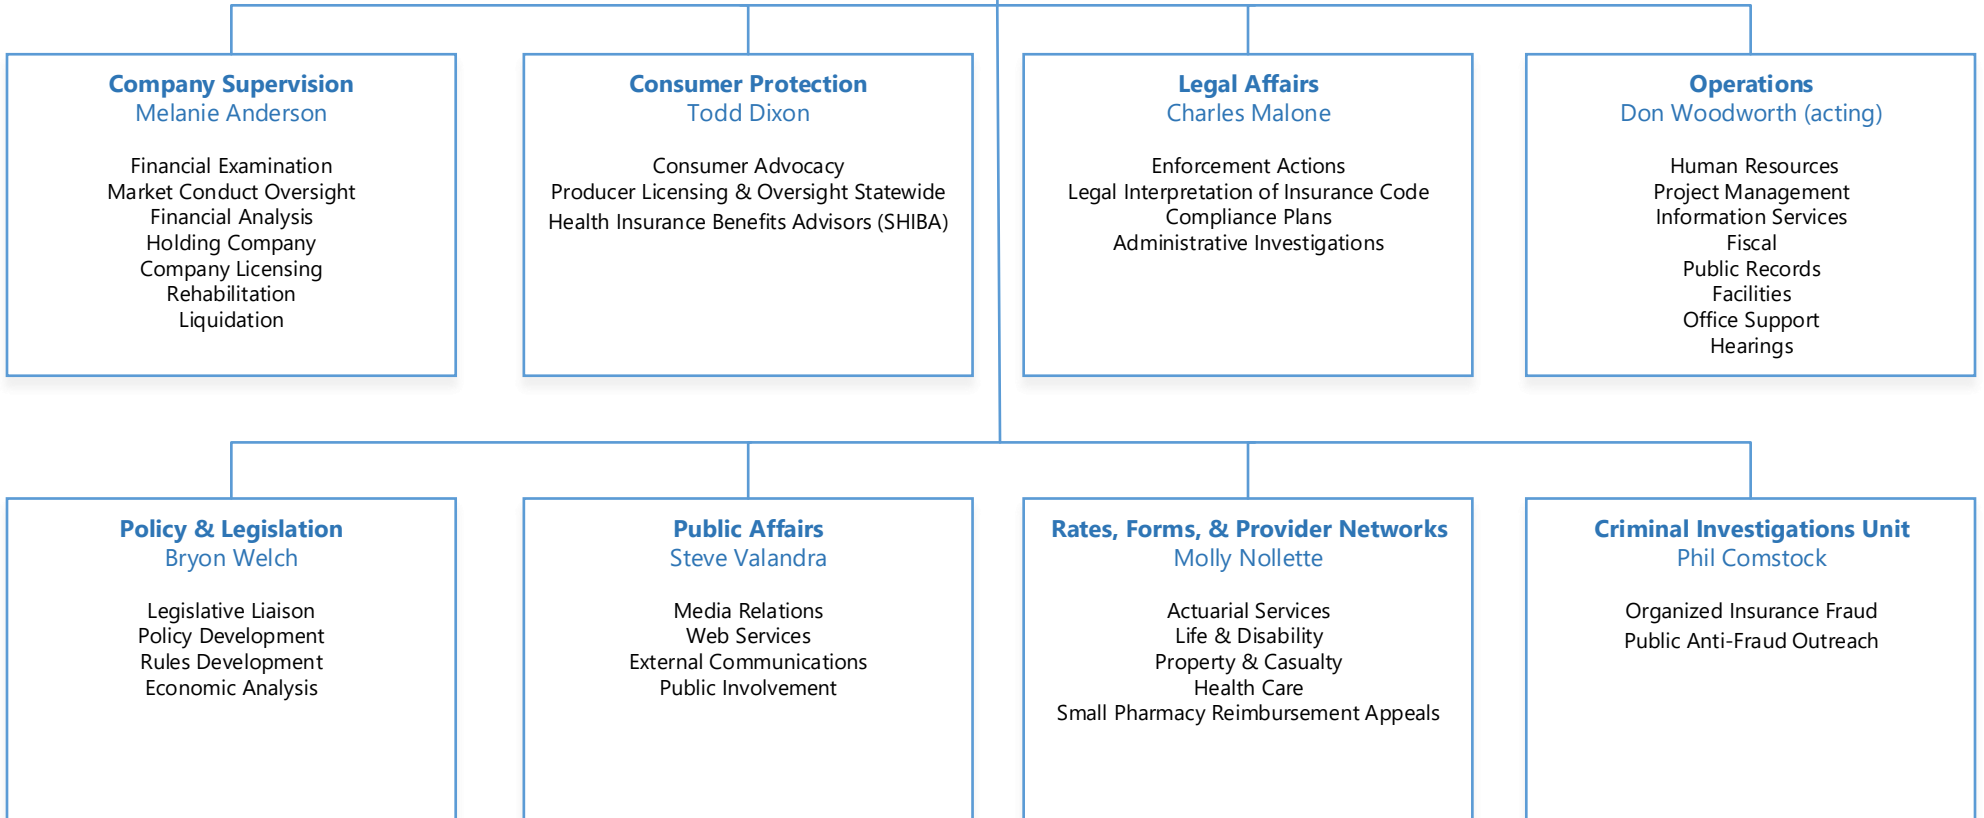 Company Supervision
Melanie Anderson
Financial Examination
Market Conduct Oversight
Financial Analysis
Holding Company
Company Licensing
Rehabilitation
Liquidation
Consumer Protection
Todd Dixon
Consumer Advocacy
Producer Licensing & Oversight Statewide
Health Insurance Benefits Advisors (SHIBA)
Legal Affairs
Charles Malone
Enforcement Actions
Legal Interpretation of Insurance Code
Compliance Plans
Administrative Investigations
Operations
Don Woodworth (acting)
Human Resources
Project Management
Information Services
Fiscal
Public Records
Facilities
Office Support
Hearings
Policy & Legislation
Bryon Welch
Legislative Liaison
Policy Development
Rules Development
Economic Analysis
Public Affairs
Steve Valandra
Media Relations
Web Services
External Communications
Public Involvement
Rates, Forms, & Provider Networks
Molly Nollette
Actuarial Services
Life & Disability
Property & Casualty
Health Care
Small Pharmacy Reimbursement Appeals
Criminal Investigations Unit
Phil Comstock
Organized Insurance Fraud
Public Anti-Fraud Outreach